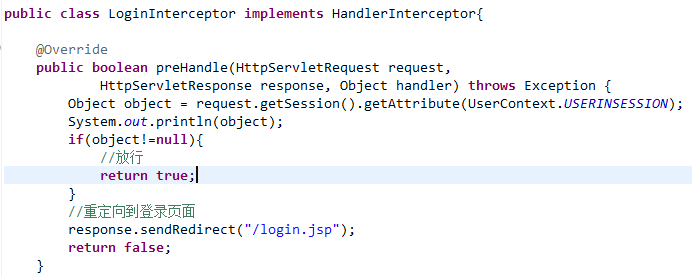 public class LoginInterceptor implements HandlerInterceptor{
@Override
public boolean preHandle(HttpServletRequest request,
HttpServletResponse response, Object handler) throws Exception {
Object object = request.getSession().getAttribute(UserContext.USERINSESSION);
System.out.println(object);
if(object!=null){
//放行
return true;
}
//重定向到登录页面
response.sendRedirect("/login.jsp");
return false;
}